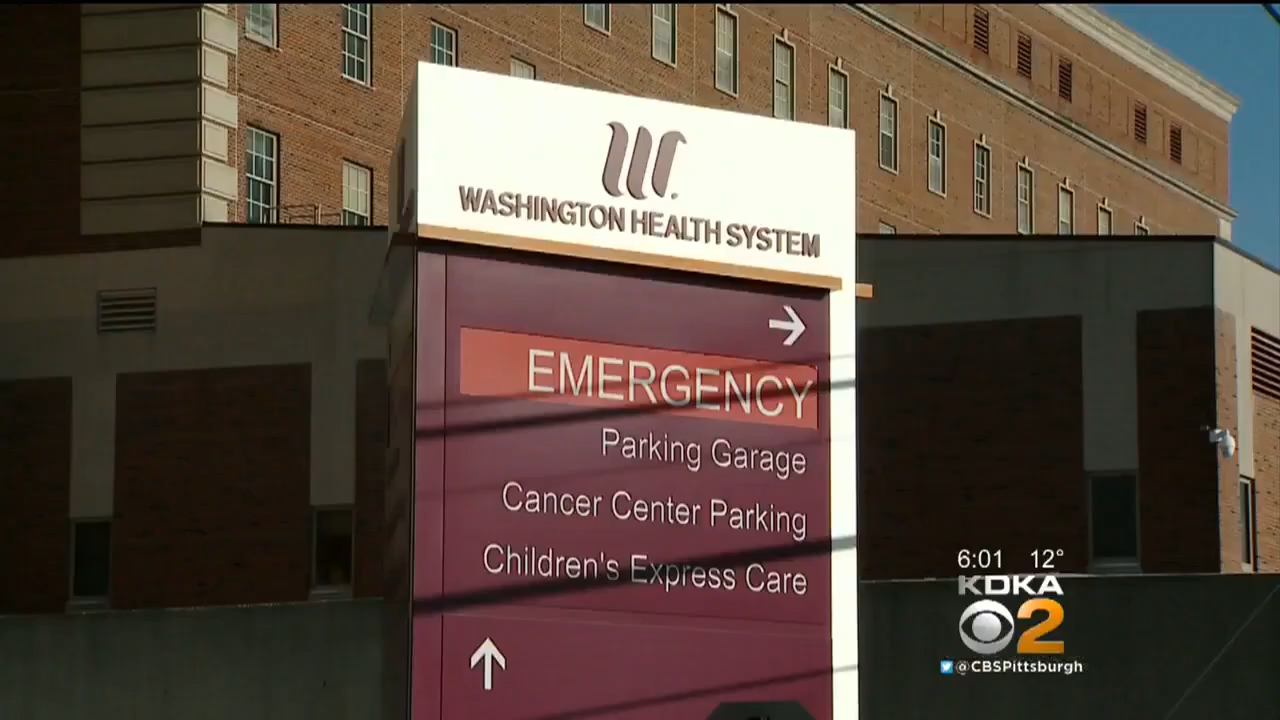 WASHINGTON HEALTH SYSTEM
EMERGENCY
Parking Garage
Cancer Center Parking
Children's Express Care
6:01 12°
KDKA
2
@CBSPittsburgh